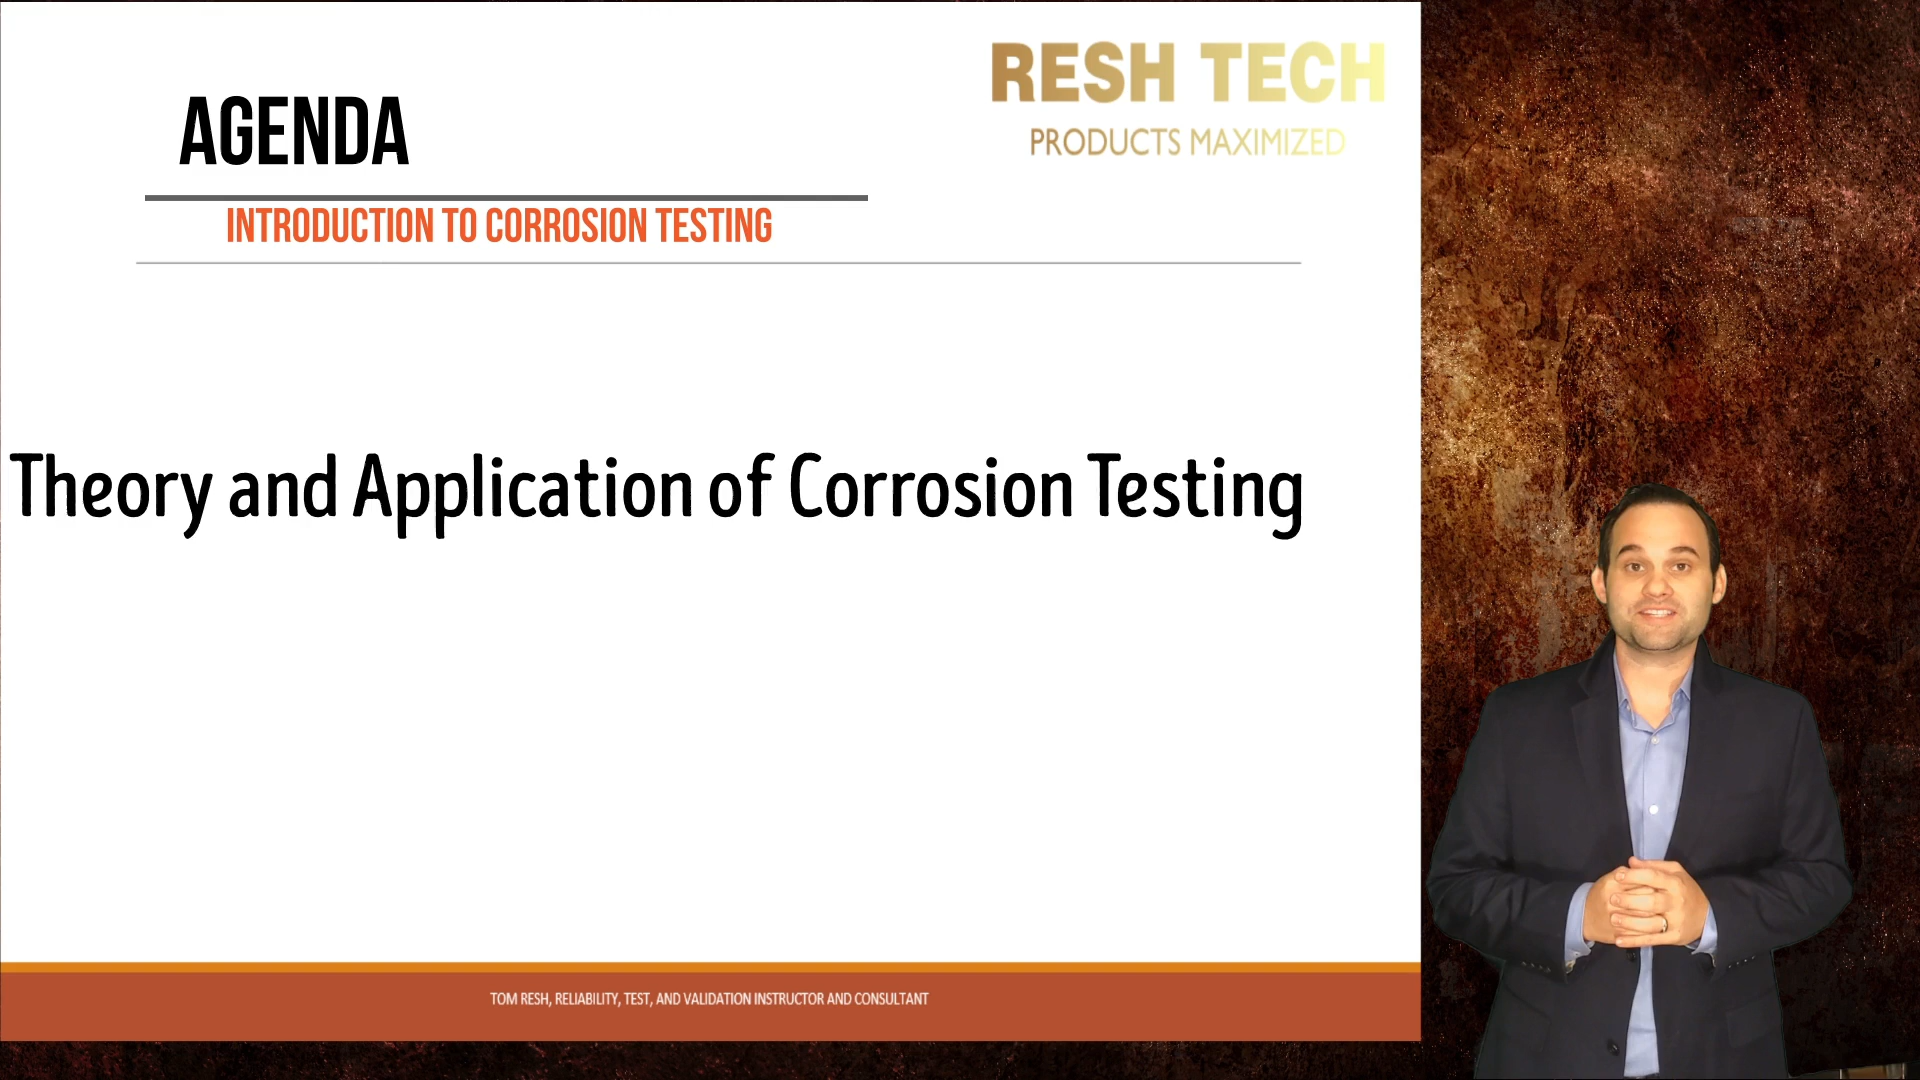 RESH TECH
PRODUCTS MAXIMIZED
AGENDA
INTRODUCTION TO CORROSION TESTING
Theory and Application of Corrosion Testing
TOM RESH, RELIABILITY, TEST, AND VALIDATION INSTRUCTOR AND CONSULTANT